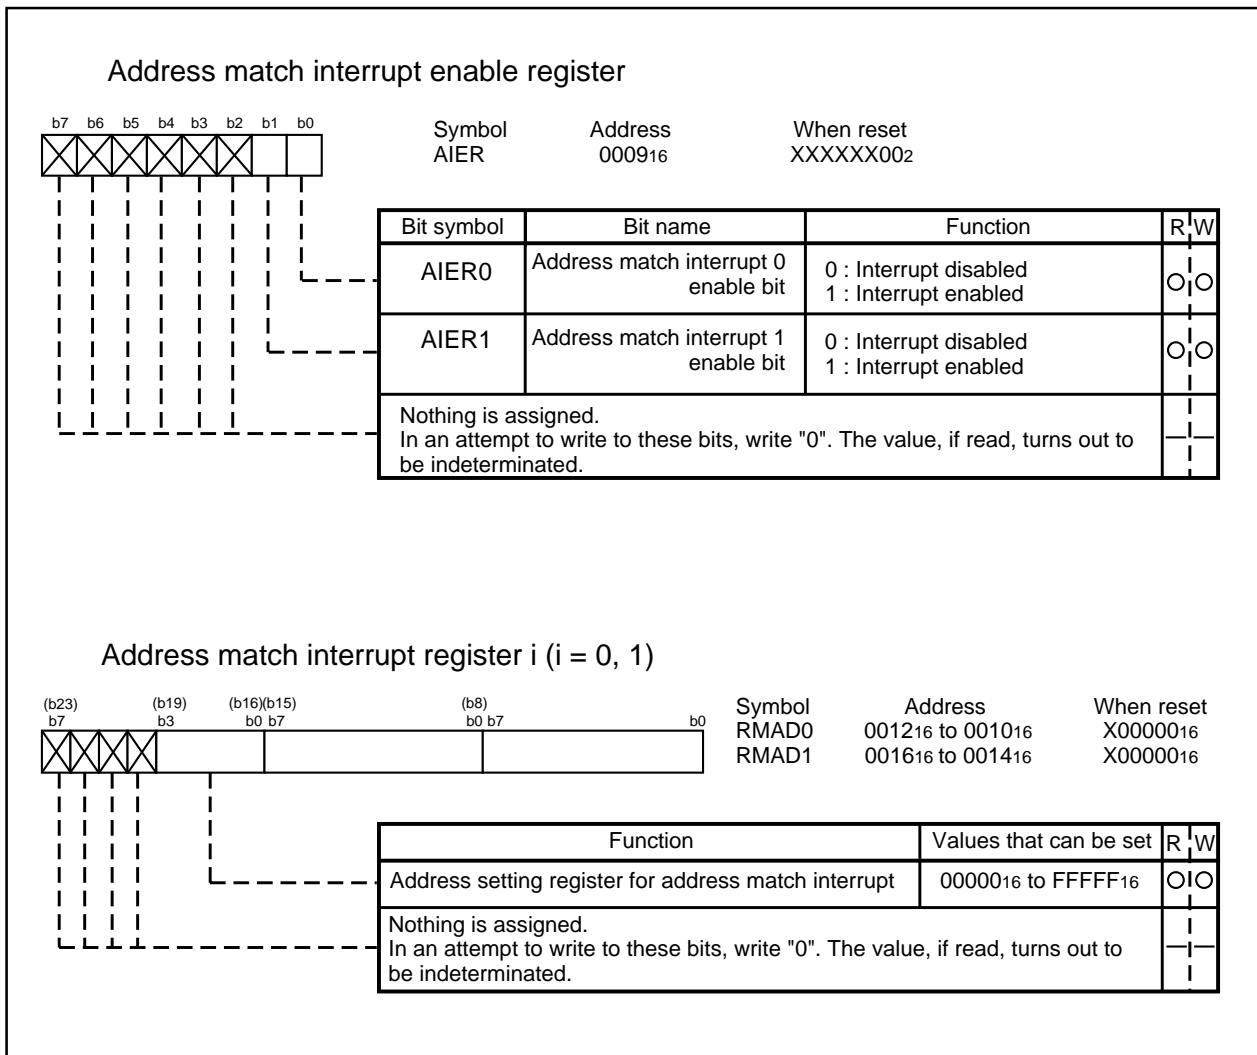 Address match interrupt enable register
b7 b6 b5 b4 b3 b2 b1 b0
Symbol Address When reset
AIER 000916 XXXXXX002
Bit symbol Bit name Function R W
AIER0 Address match interrupt 0
enable bit
0 : Interrupt disabled
1 : Interrupt enabled
AIER1 Address match interrupt 1
enable bit
0 : Interrupt disabled
1 : Interrupt enabled
Nothing is assigned.
In an attempt to write to these bits, write "0". The value, if read, turns out to
be indeterminated.
Address match interrupt register i (i = 0, 1)
(b23) (b19) (b16)(b15) (b8)
b7 b3 b0 b7 b0 b7 b0
Symbol Address When reset
RMAD0 001216 to 001016 X0000016
RMAD1 001616 to 001416 X0000016
Function Values that can be set R W
Address setting register for address match interrupt 0000016 to FFFFF16
Nothing is assigned.
In an attempt to write to these bits, write "0". The value, if read, turns out to
be indeterminated.